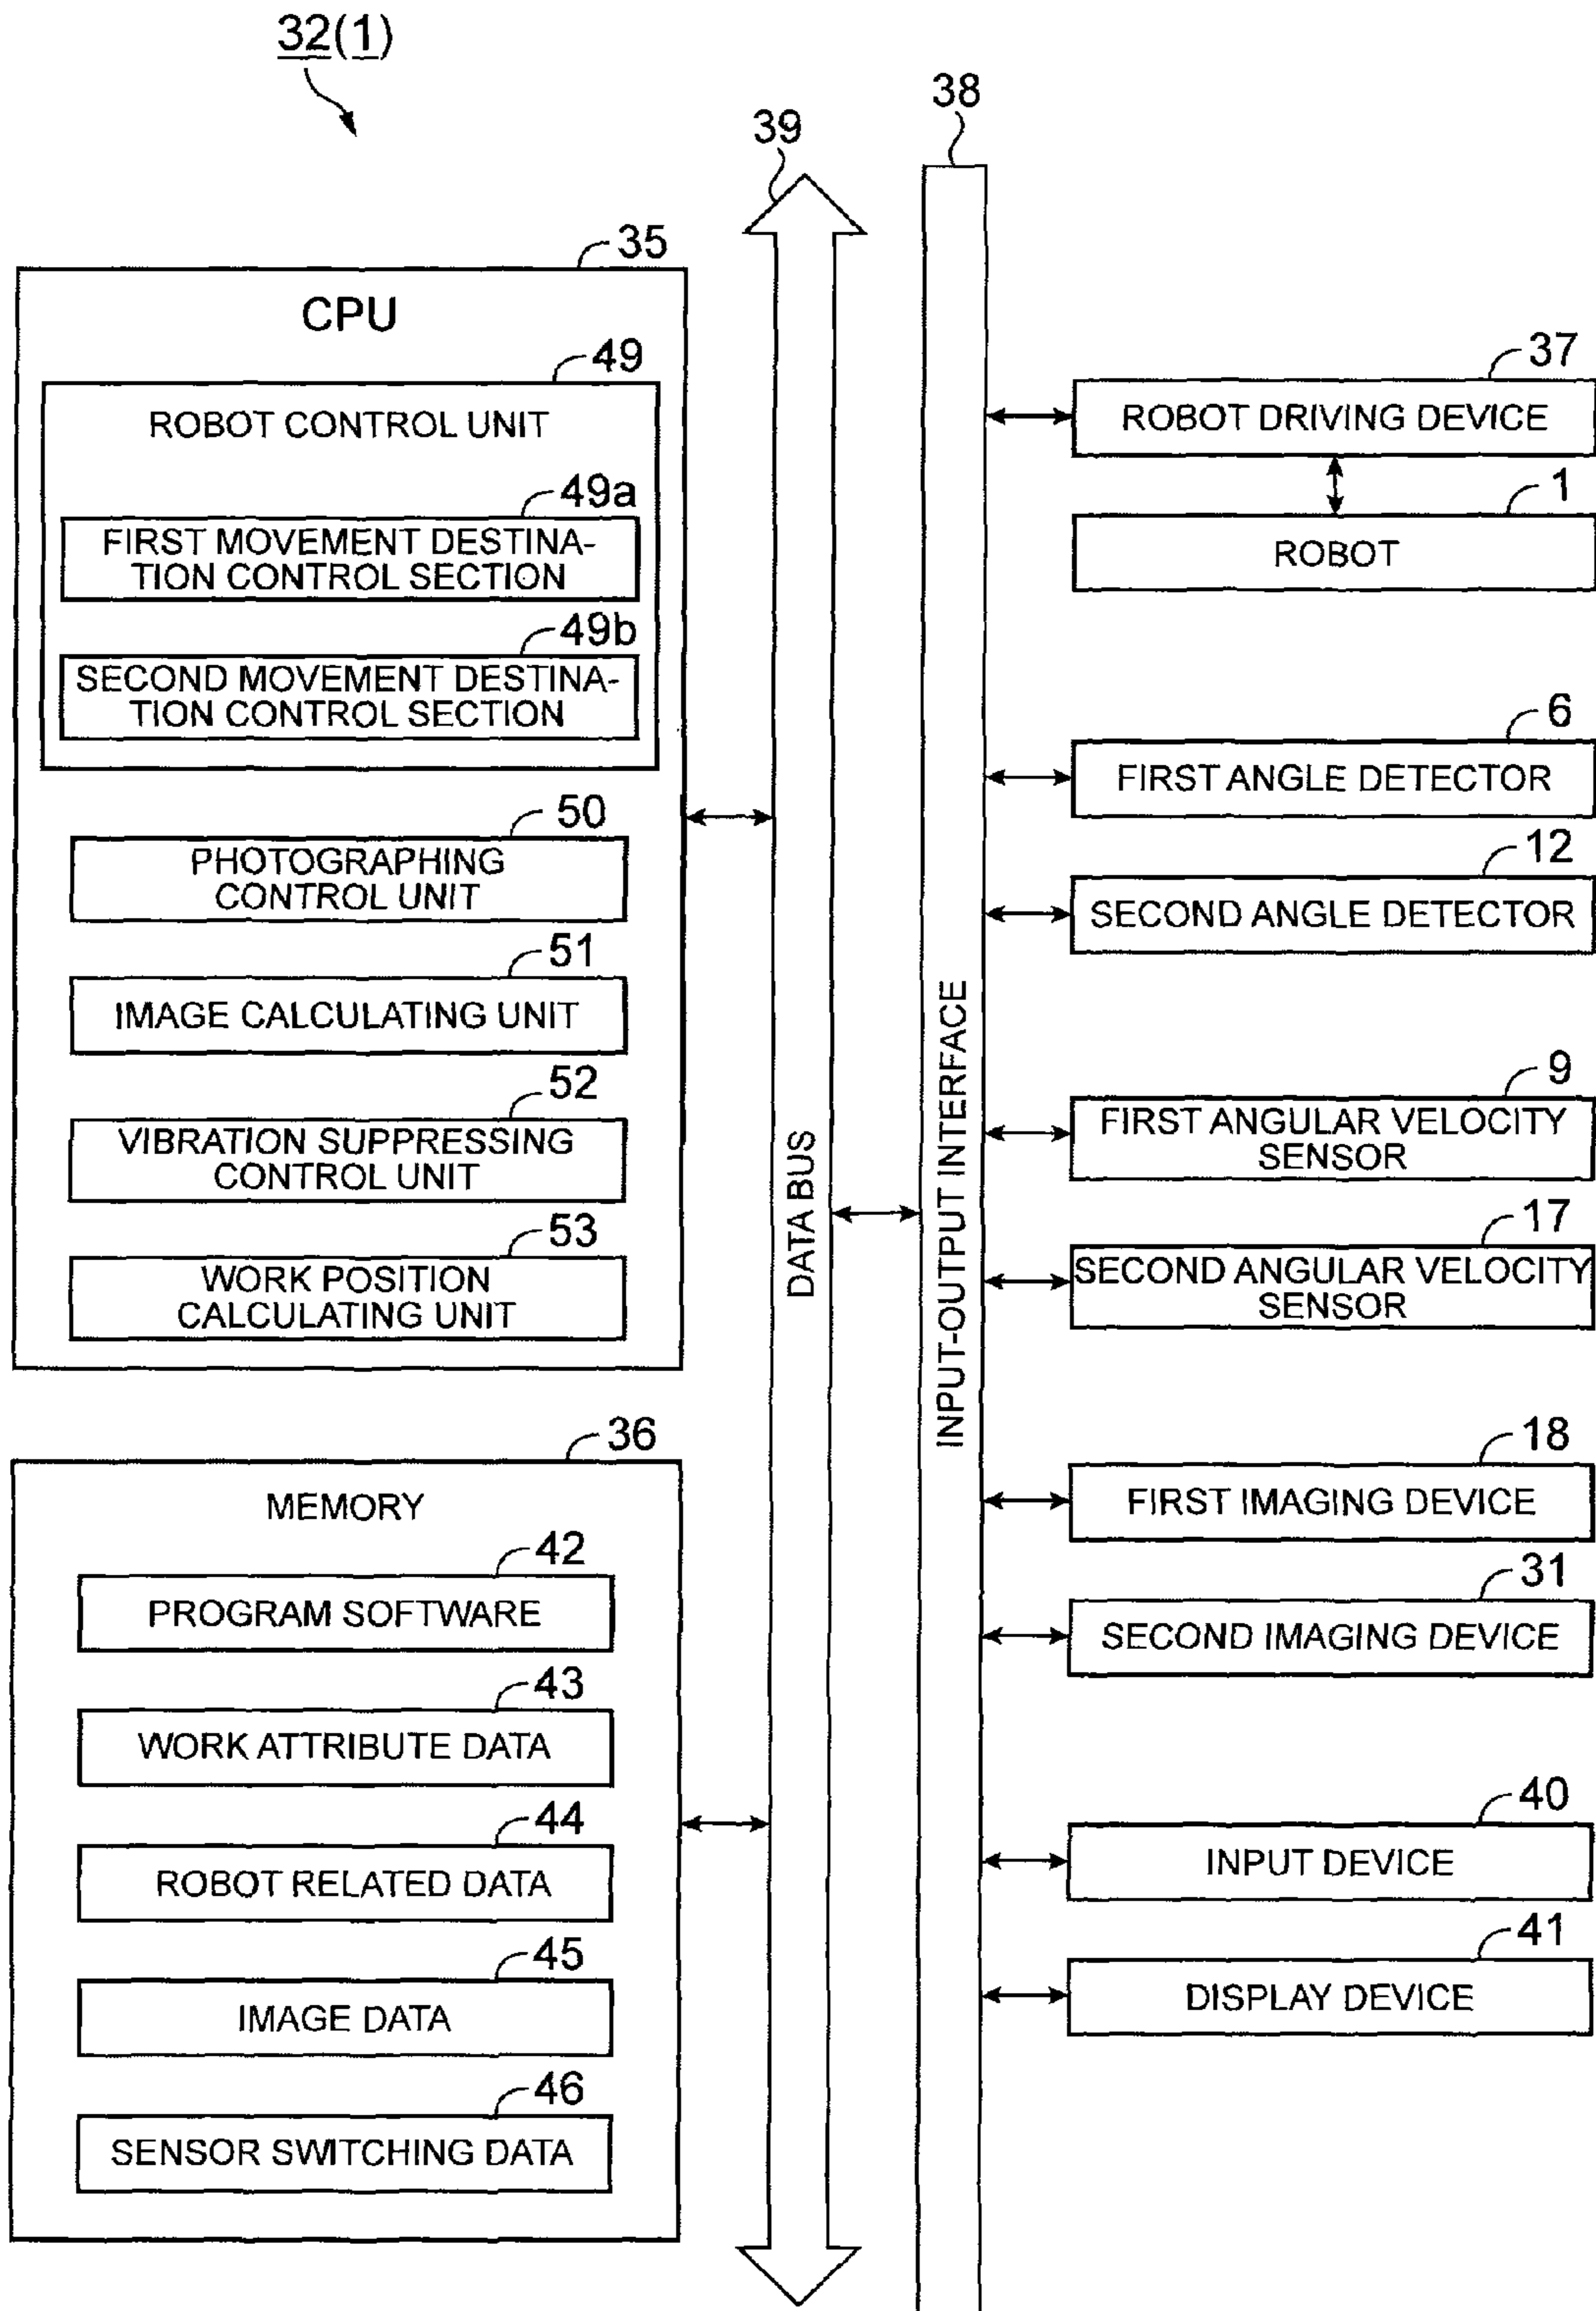 32(1)
38
39
35
CPU
49
ROBOT CONTROL UNIT
49a
FIRST MOVEMENT DESTINA-
TION CONTROL SECTION
49b
SECOND MOVEMENT DESTINA-
TION CONTROL SECTION
50
PHOTOGRAPHING
CONTROL UNIT
51
IMAGE CALCULATING UNIT
52
VIBRATION SUPPRESSING
CONTROL UNIT
53
WORK POSITION
CALCULATING UNIT
36
MEMORY
42
PROGRAM SOFTWARE
43
WORK ATTRIBUTE DATA
44
ROBOT RELATED DATA
45
IMAGE DATA
46
SENSOR SWITCHING DATA
DATA BUS
INPUT-OUTPUT INTERFACE
37
ROBOT DRIVING DEVICE
1
ROBOT
6
FIRST ANGLE DETECTOR
12
SECOND ANGLE DETECTOR
9
FIRST ANGULAR VELOCITY
SENSOR
17
SECOND ANGULAR VELOCITY
SENSOR
18
FIRST IMAGING DEVICE
31
SECOND IMAGING DEVICE
40
INPUT DEVICE
41
DISPLAY DEVICE